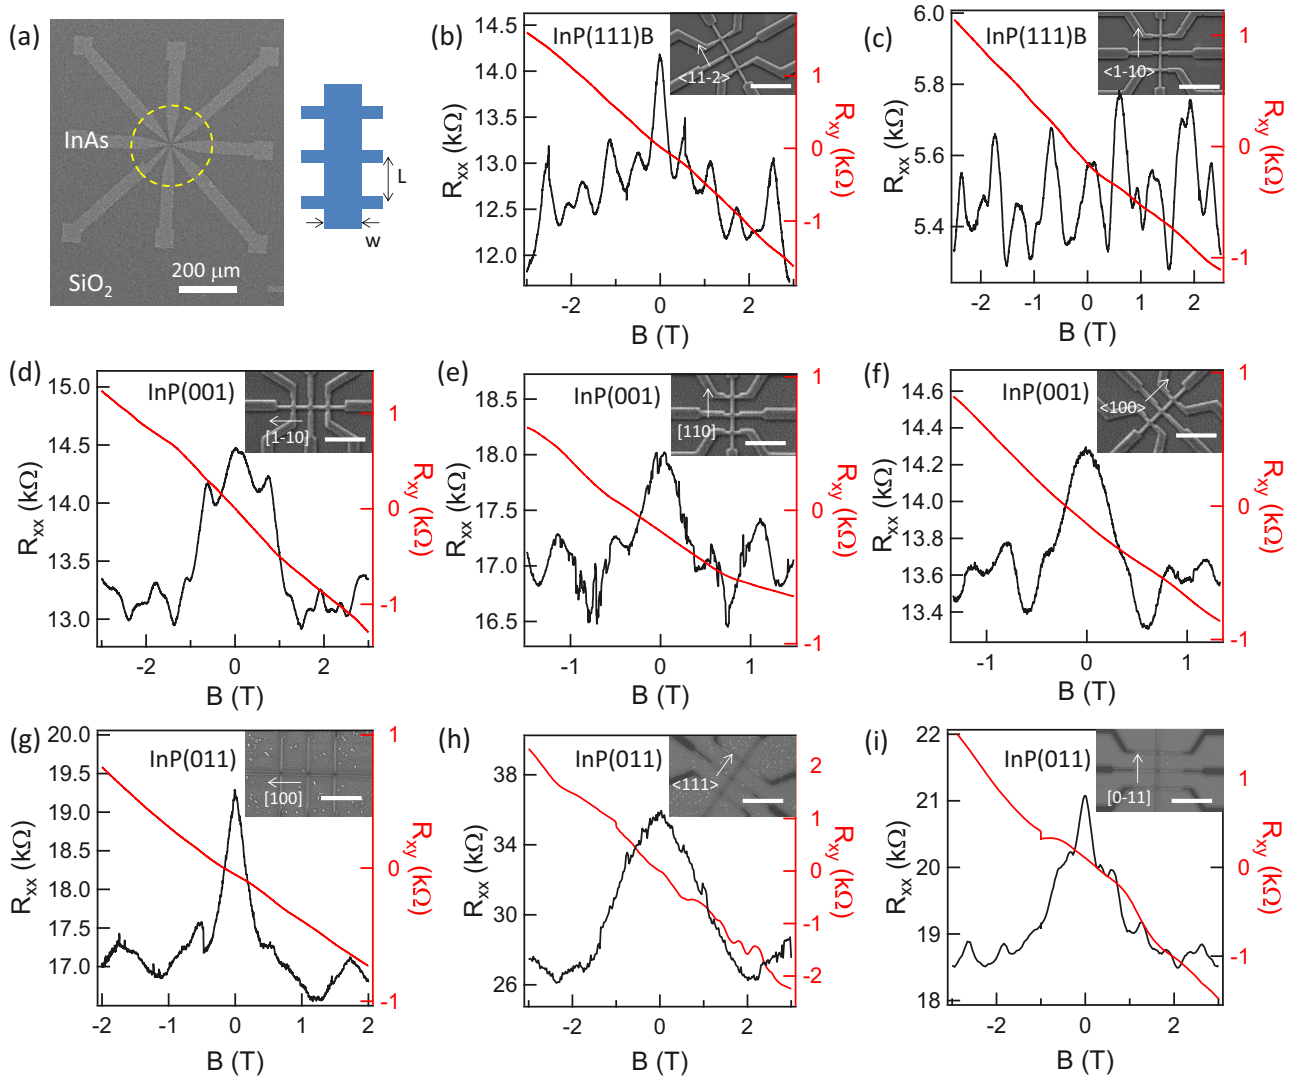 (a)
InAs
SiO2
200 µm
L
w
(b)
InP(111)B
<11-2>
Rxx (kΩ)
14.5
14.0
13.5
13.0
12.5
12.0
-2
0
2
B (T)
1
0
-1
Rxy (kΩ)
(c)
InP(111)B
<1-10>
Rxx (kΩ)
6.0
5.8
5.6
5.4
-2
-1
0
1
2
B (T)
1
0
-1
Rxy (kΩ)
(d)
InP(001)
[1-10]
Rxx (kΩ)
15.0
14.5
14.0
13.5
13.0
-2
0
2
B (T)
1
0
-1
Rxy (kΩ)
(e)
InP(001)
[110]
Rxx (kΩ)
18.5
18.0
17.5
17.0
16.5
-1
0
1
B (T)
1
0
-1
Rxy (kΩ)
(f)
InP(001)
<100>
Rxx (kΩ)
14.6
14.4
14.2
14.0
13.8
13.6
13.4
-1
0
1
B (T)
1
0
-1
Rxy (kΩ)
(g)
InP(011)
[100]
Rxx (kΩ)
20.0
19.5
19.0
18.5
18.0
17.5
17.0
-2
-1
0
1
2
B (T)
1
0
-1
Rxy (kΩ)
(h)
InP(011)
<111>
Rxx (kΩ)
38
35
32
29
26
-2
0
2
B (T)
2
1
0
-1
-2
Rxy (kΩ)
(i)
InP(011)
[0-11]
Rxx (kΩ)
22
21
20
19
18
-2
0
2
B (T)
1
0
-1
Rxy (kΩ)